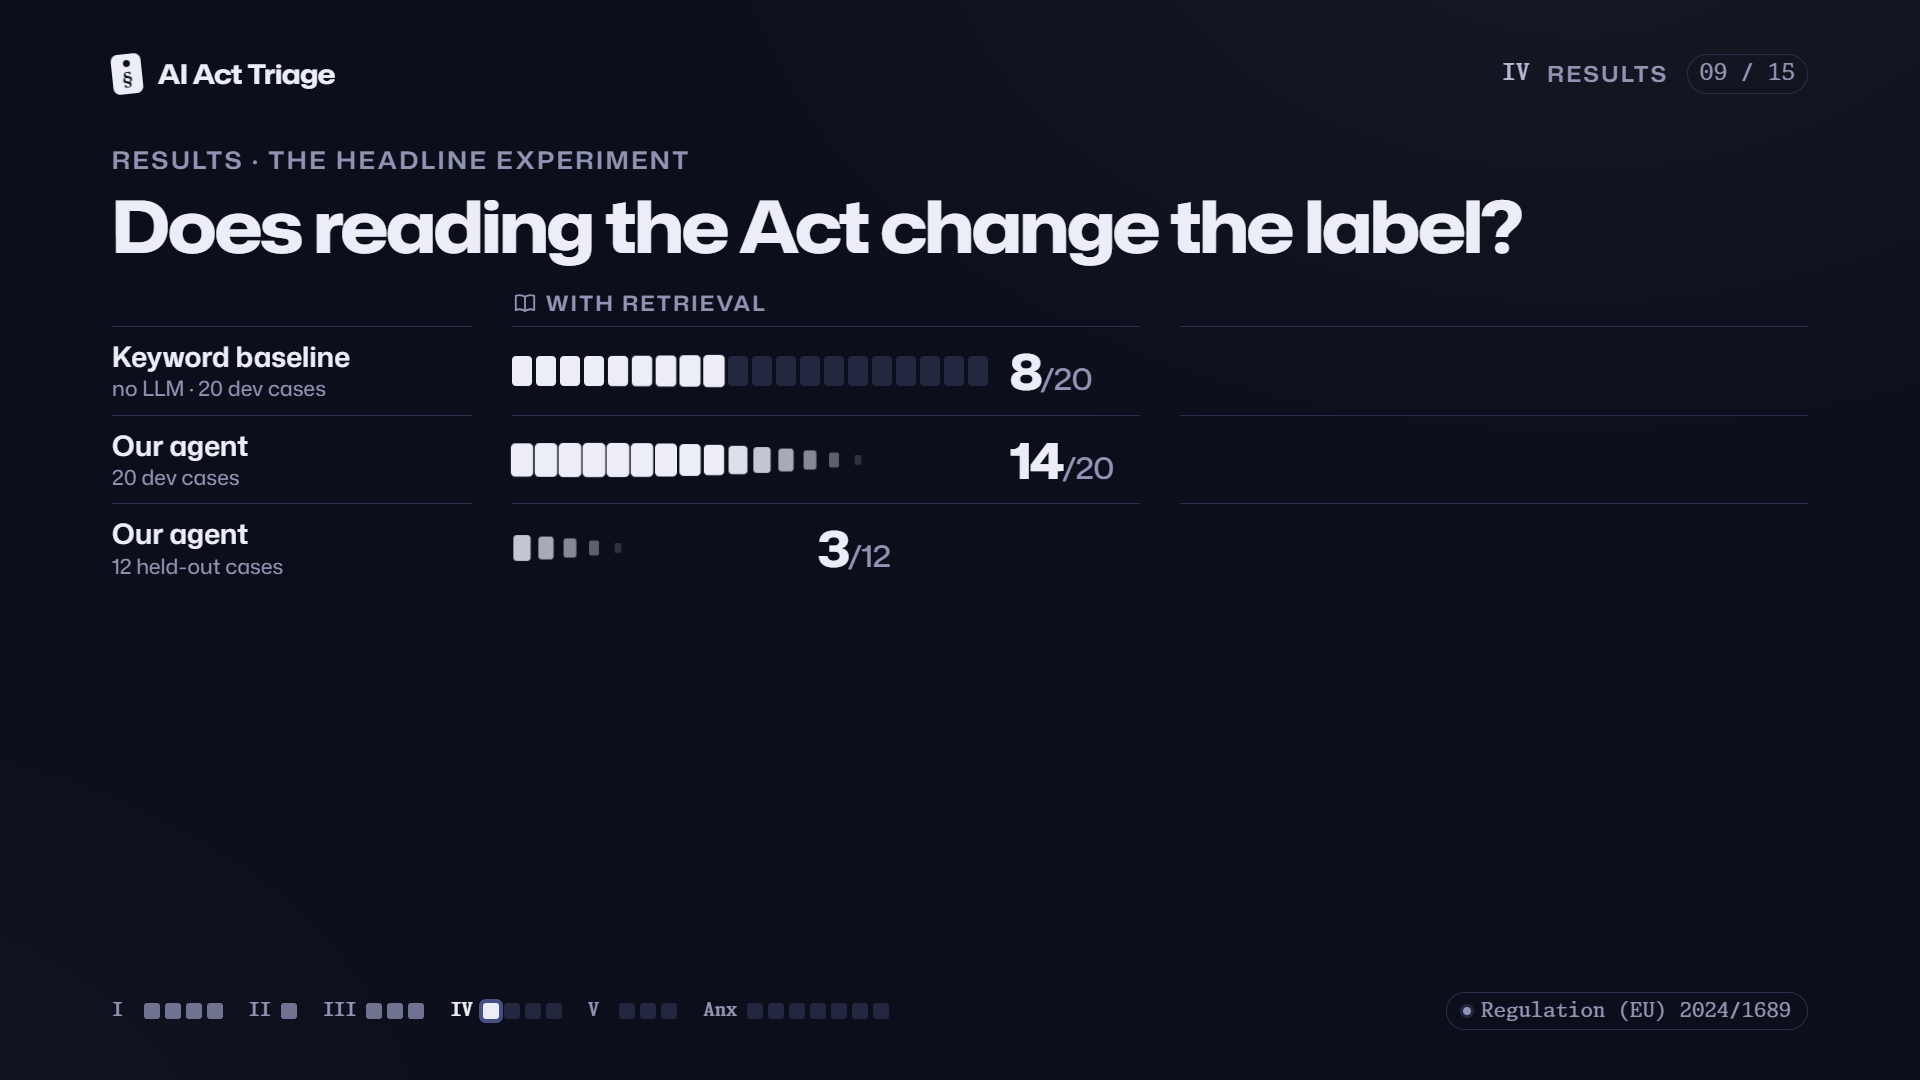 § AI Act Triage
IV RESULTS 09 / 15
RESULTS · THE HEADLINE EXPERIMENT
Does reading the Act change the label?
WITH RETRIEVAL
Keyword baseline
no LLM · 20 dev cases
8/20
Our agent
20 dev cases
14/20
Our agent
12 held-out cases
3/12
I II III IV V Anx
Regulation (EU) 2024/1689